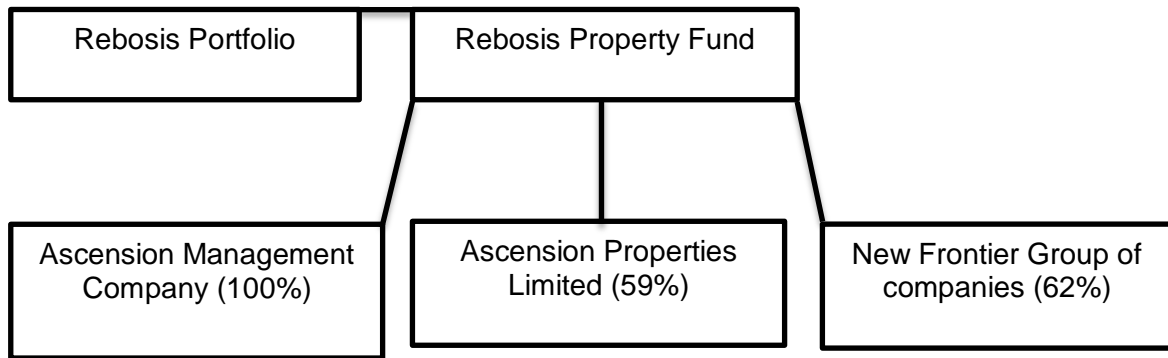 Rebosis Portfolio
Rebosis Property Fund
Ascension Management
Company (100%)
Ascension Properties
Limited (59%)
New Frontier Group of
companies (62%)